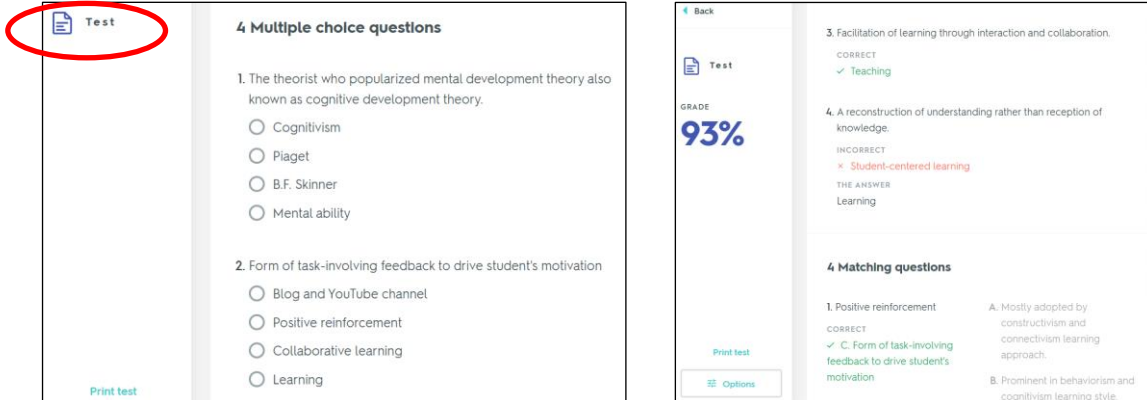 Test
4 Multiple choice questions
1. The theorist who popularized mental development theory also
known as cognitive development theory.
Cognitivism
Piaget
B.F. Skinner
Mental ability
2. Form of task-involving feedback to drive student's motivation
Blog and YouTube channel
Positive reinforcement
Collaborative learning
Learning
Print test
Back
Test
GRADE
93%
Print test
Options
3. Facilitation of learning through interaction and collaboration.
CORRECT
✓ Teaching
4. A reconstruction of understanding rather than reception of
knowledge.
INCORRECT
× Student-centered learning
THE ANSWER
Learning
4 Matching questions
1. Positive reinforcement
CORRECT
✓ C. Form of task-involving
feedback to drive student's
motivation
A. Mostly adopted by
constructivism and
connectivism learning
approach.
B. Prominent in behaviorism and
cognitivism learning style.